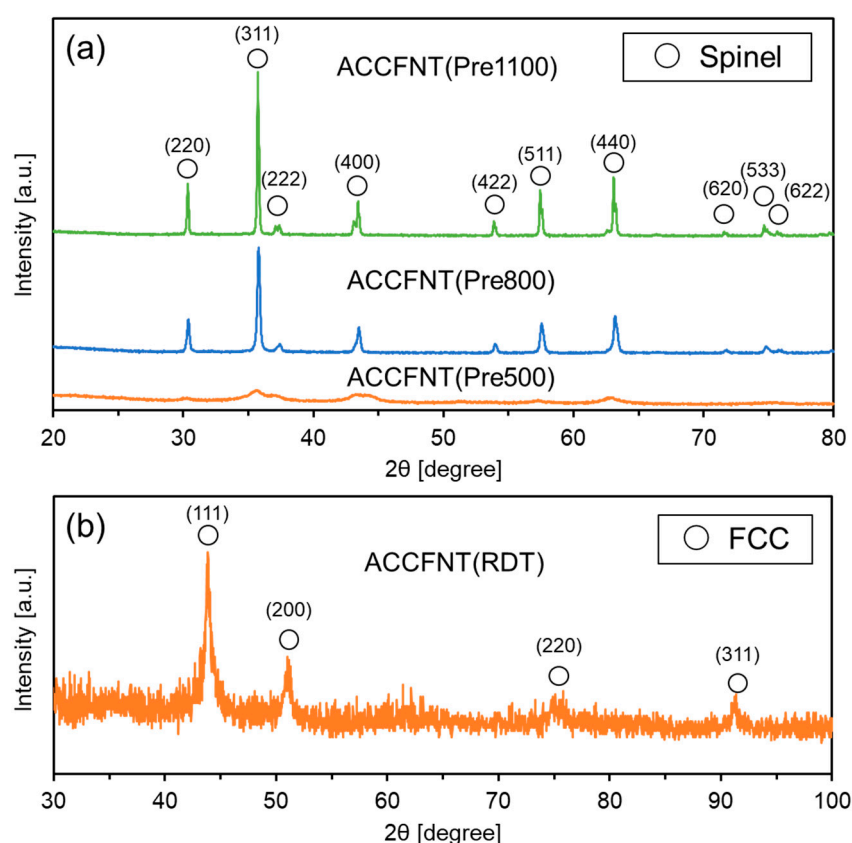 (a)
(311)
ACCFNT(Pre1100)
Spinel
(220)
(222)
(400)
(422)
(511)
(440)
(620)
(533)
(622)
ACCFNT(Pre800)
ACCFNT(Pre500)
Intensity [a.u.]
20 30 40 50 60 70 80
2θ [degree]
(b)
(111)
FCC
ACCFNT(RDT)
(200)
(220)
(311)
Intensity [a.u.]
30 40 50 60 70 80 90 100
2θ [degree]